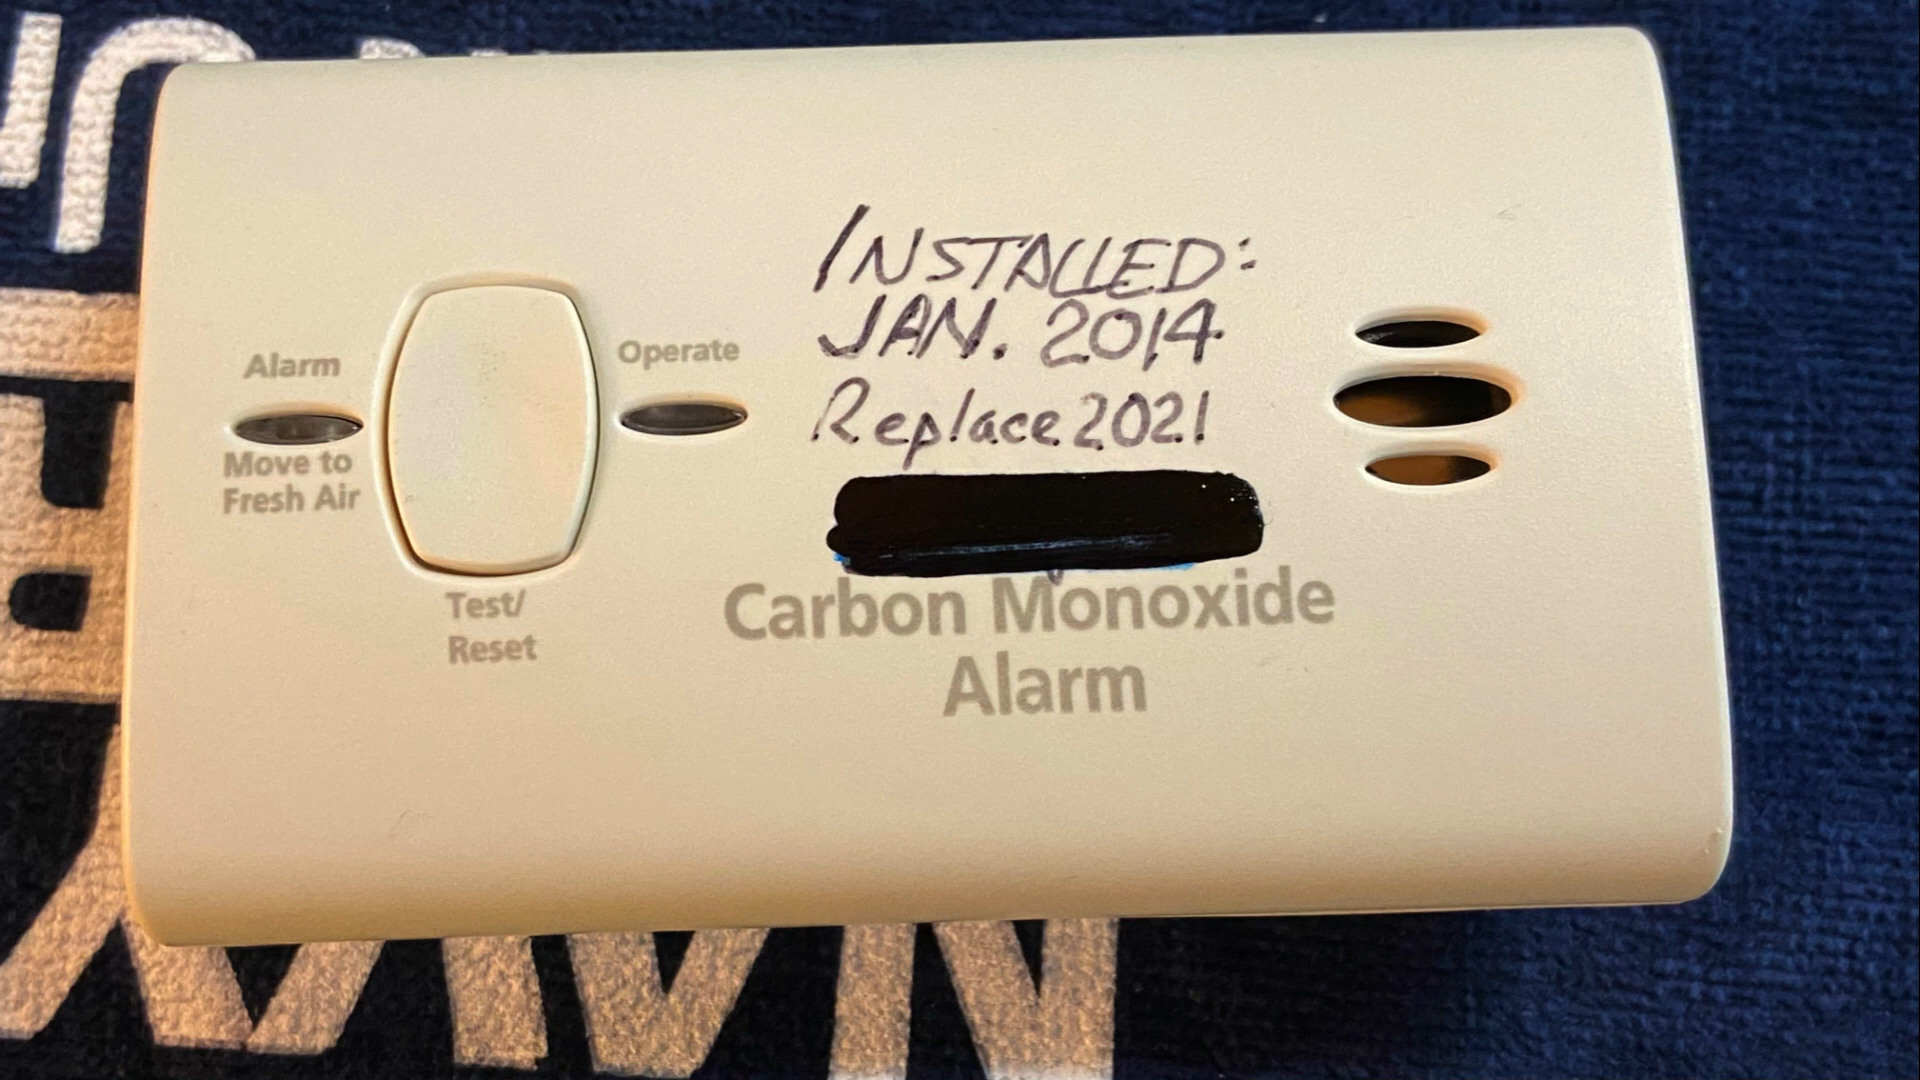 INSTALLED:
JAN. 2014
Replace 2021
Alarm
Move to
Fresh Air
Operate
Test/
Reset
Carbon Monoxide
Alarm